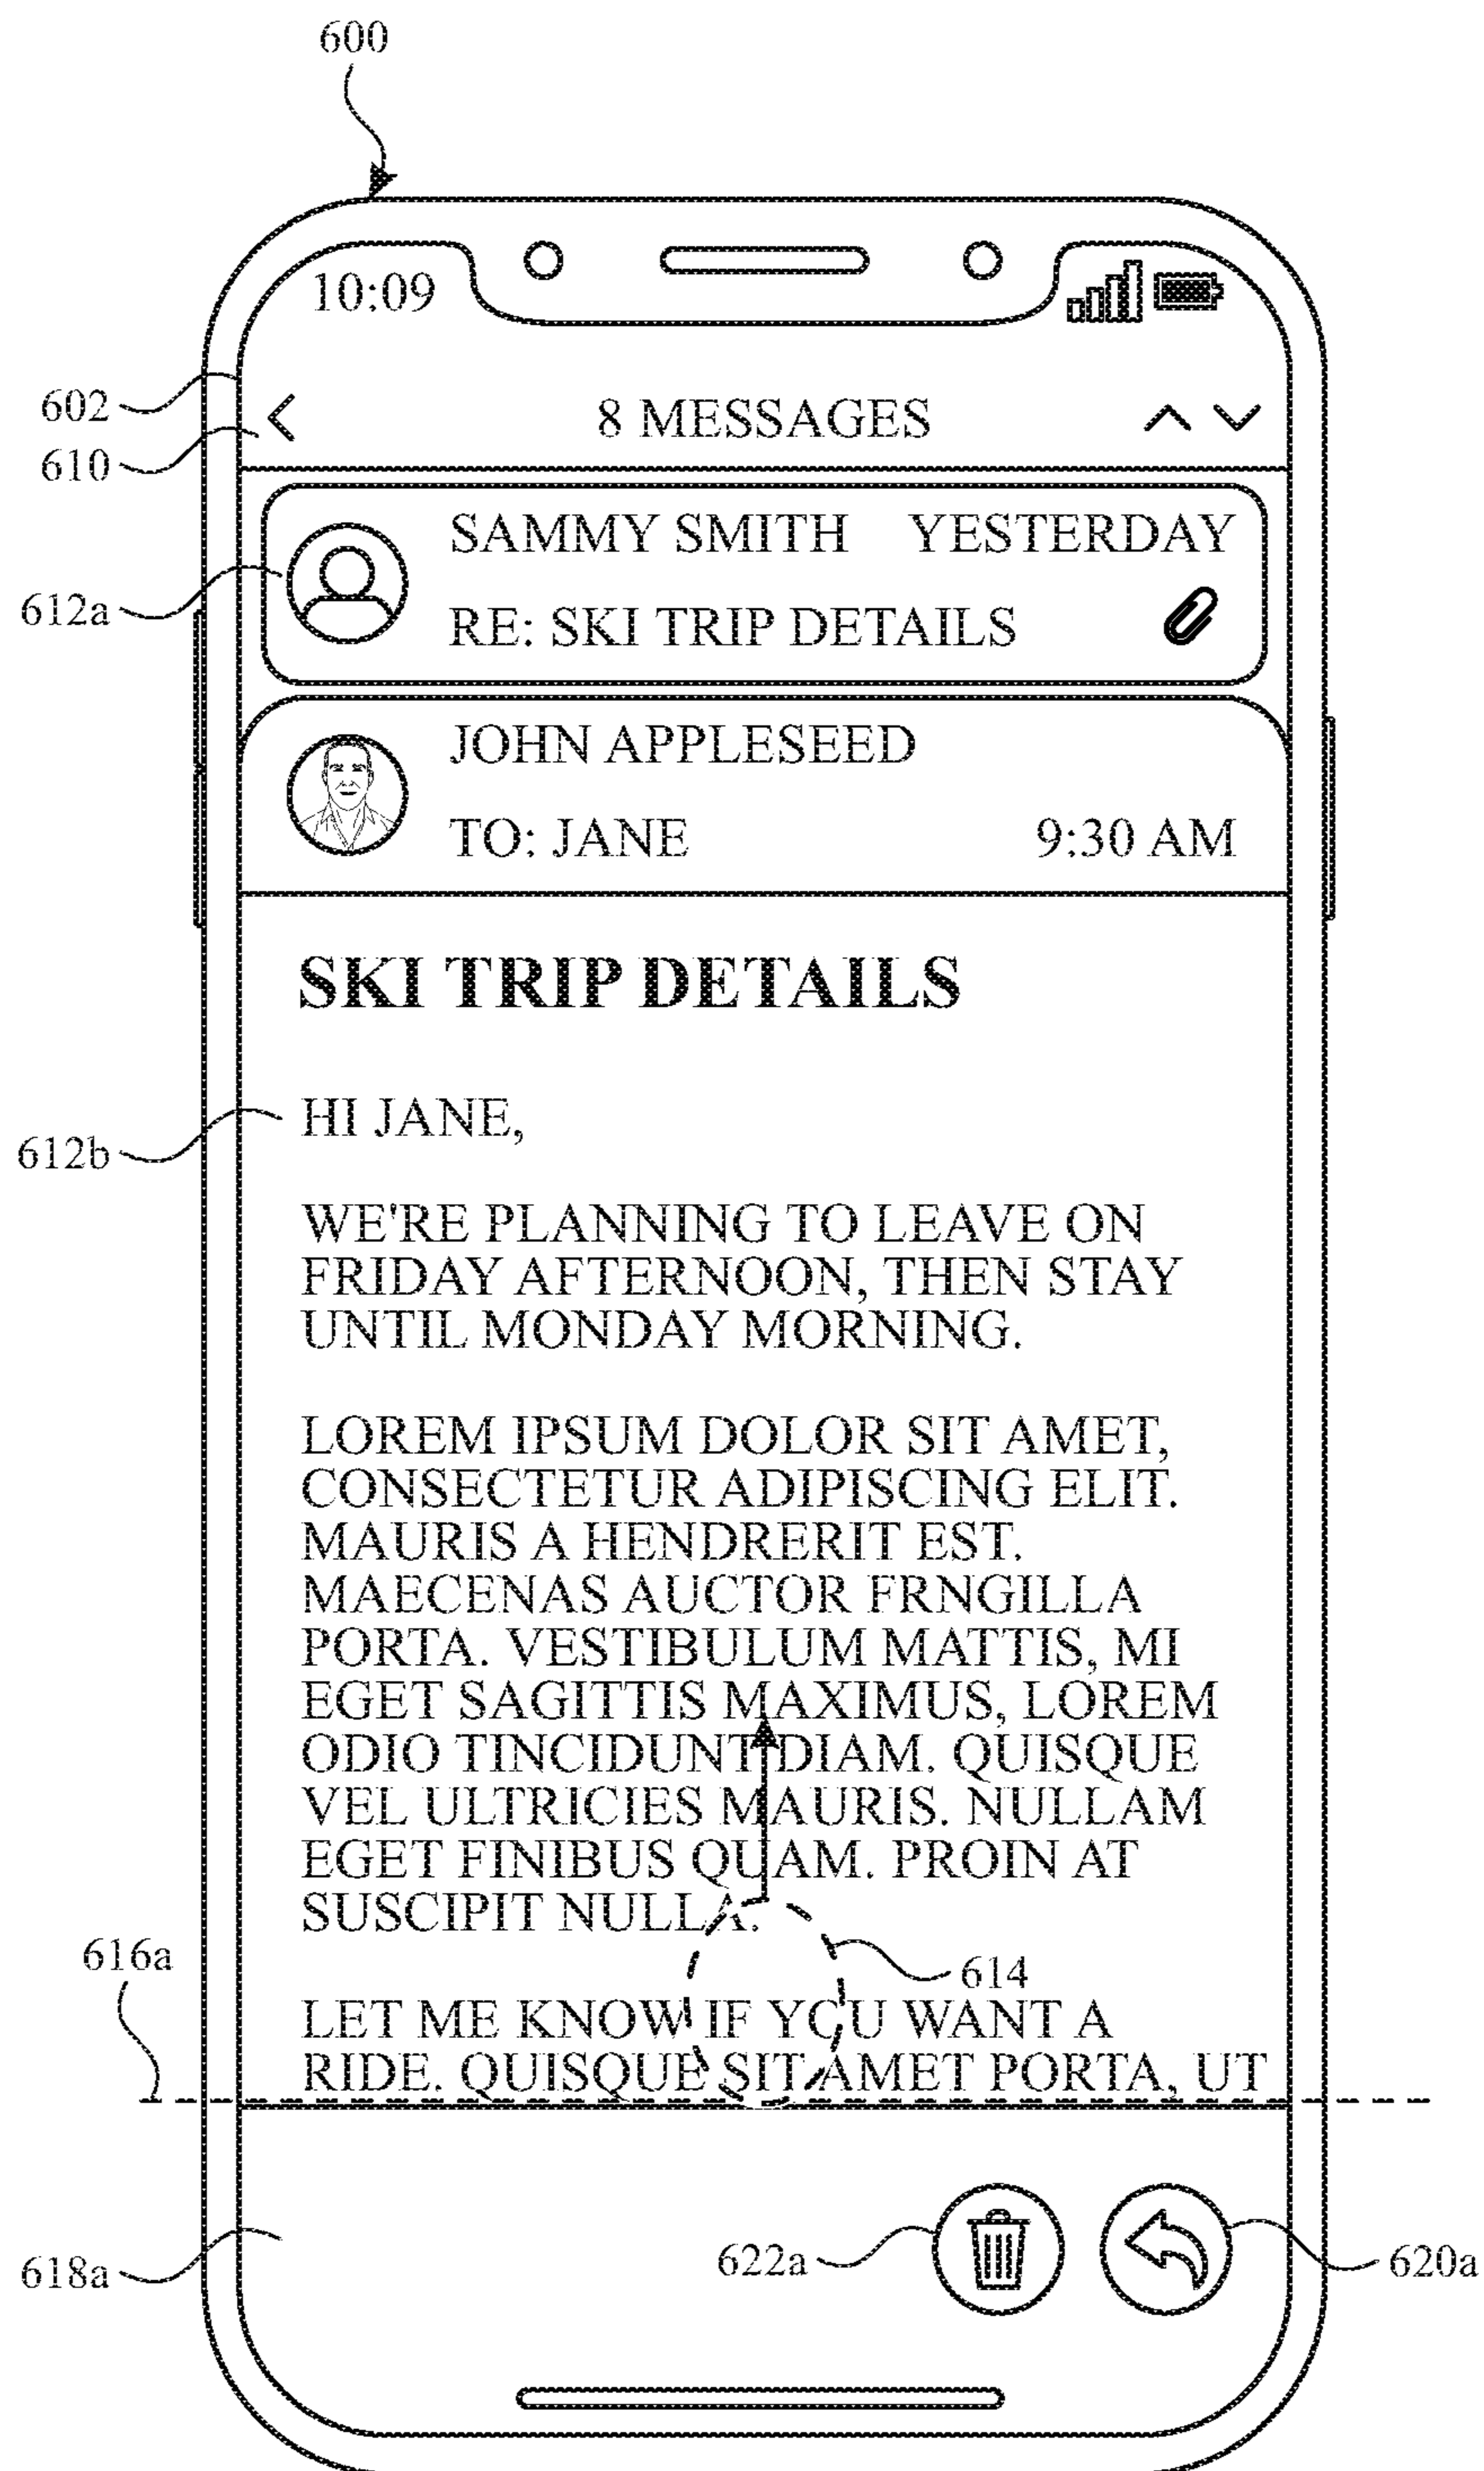 600
10:09
602
8 MESSAGES
610
SAMMY SMITH YESTERDAY
612a
RE: SKI TRIP DETAILS
JOHN APPLESEED
TO: JANE 9:30 AM
SKI TRIP DETAILS
HI JANE,
612b
WE'RE PLANNING TO LEAVE ON
FRIDAY AFTERNOON, THEN STAY
UNTIL MONDAY MORNING.
LOREM IPSUM DOLOR SIT AMET,
CONSECTETUR ADIPISCING ELIT.
MAURIS A HENDRERIT EST.
MAECENAS AUCTOR FRNGILLA
PORTA. VESTIBULUM MATTIS, MI
EGET SAGITTIS MAXIMUS, LOREM
ODIO TINCIDUNT DIAM. QUISQUE
VEL ULTRICIES MAURIS. NULLAM
EGET FINIBUS QUAM. PROIN AT
SUSCIPIT NULLA.
616a
614
LET ME KNOW IF YOU WANT A
RIDE. QUISQUE SIT AMET PORTA, UT
622a
620a
618a